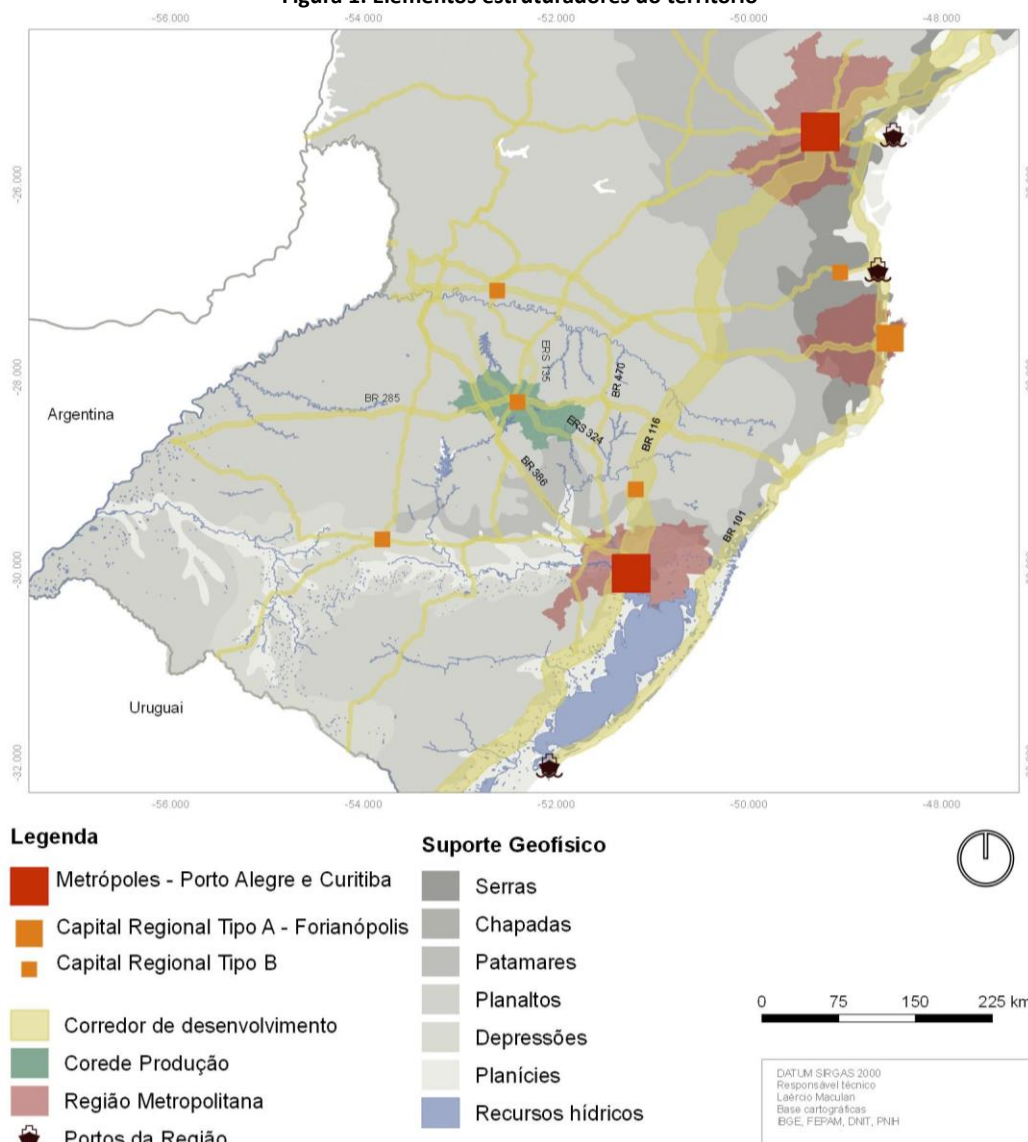 Figura 1: Elementos estruturadores do território
-56.000
-54.000
-52.000
-50.000
-48.000
-26.000
-28.000
-30.000
-32.000
Argentina
Uruguai
BR 285
ERS 135
BR 470
ERS 324
BR 386
BR 116
BR 101
-56.000
-54.000
-52.000
-50.000
-48.000
Legenda
Metrópoles - Porto Alegre e Curitiba
Capital Regional Tipo A - Forianópolis
Capital Regional Tipo B
Corredor de desenvolvimento
Corede Produção
Região Metropolitana
Portos da Região
Suporte Geofísico
Serras
Chapadas
Patamares
Planaltos
Depressões
Planícies
Recursos hídricos
0 75 150 225 km
DATUM SIRGAS 2000
Responsável técnico
Laércio Maculan
Base cartográficas
IBGE, FEPAM, DNIT, PNIH